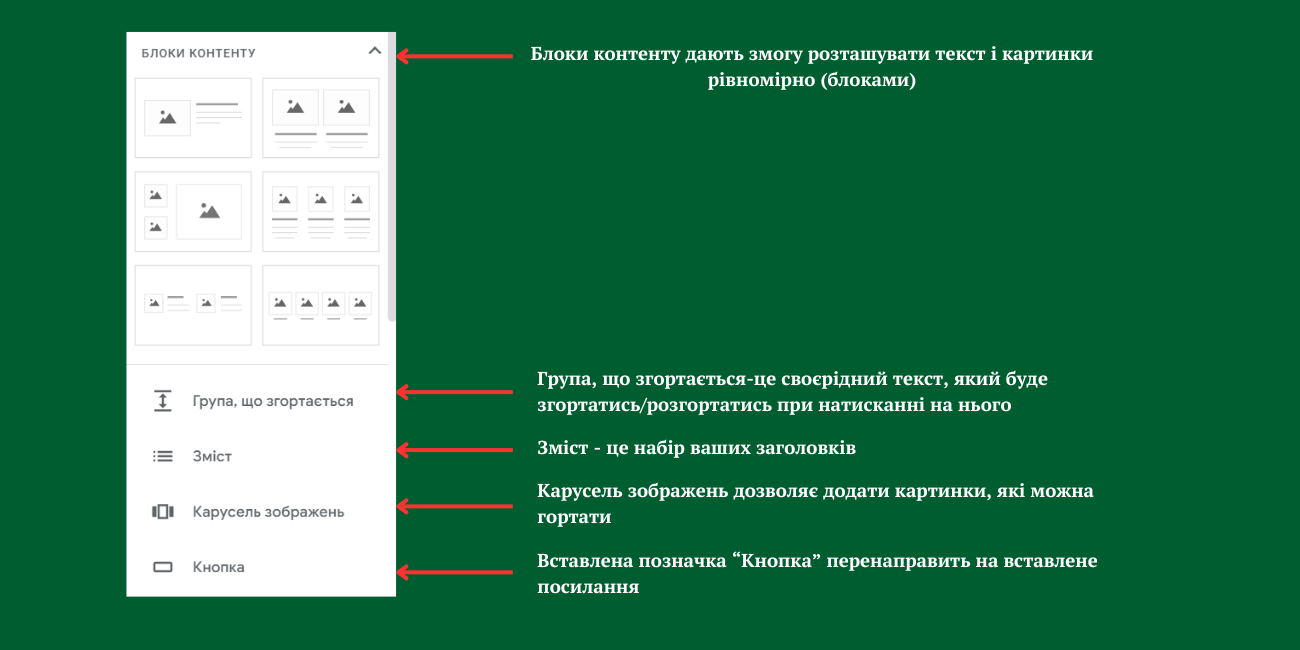 БЛОКИ КОНТЕНТУ
Блоки контенту дають змогу розташувати текст і картинки
рівномірно (блоками)
Група, що згортається
Група, що згортається-це своєрідний текст, який буде
згортатись/розгортатись при натисканні на нього
Зміст
Зміст - це набір ваших заголовків
Карусель зображень
Карусель зображень дозволяє додати картинки, які можна
гортати
Кнопка
Вставлена позначка “Кнопка” перенаправить на вставлене
посилання